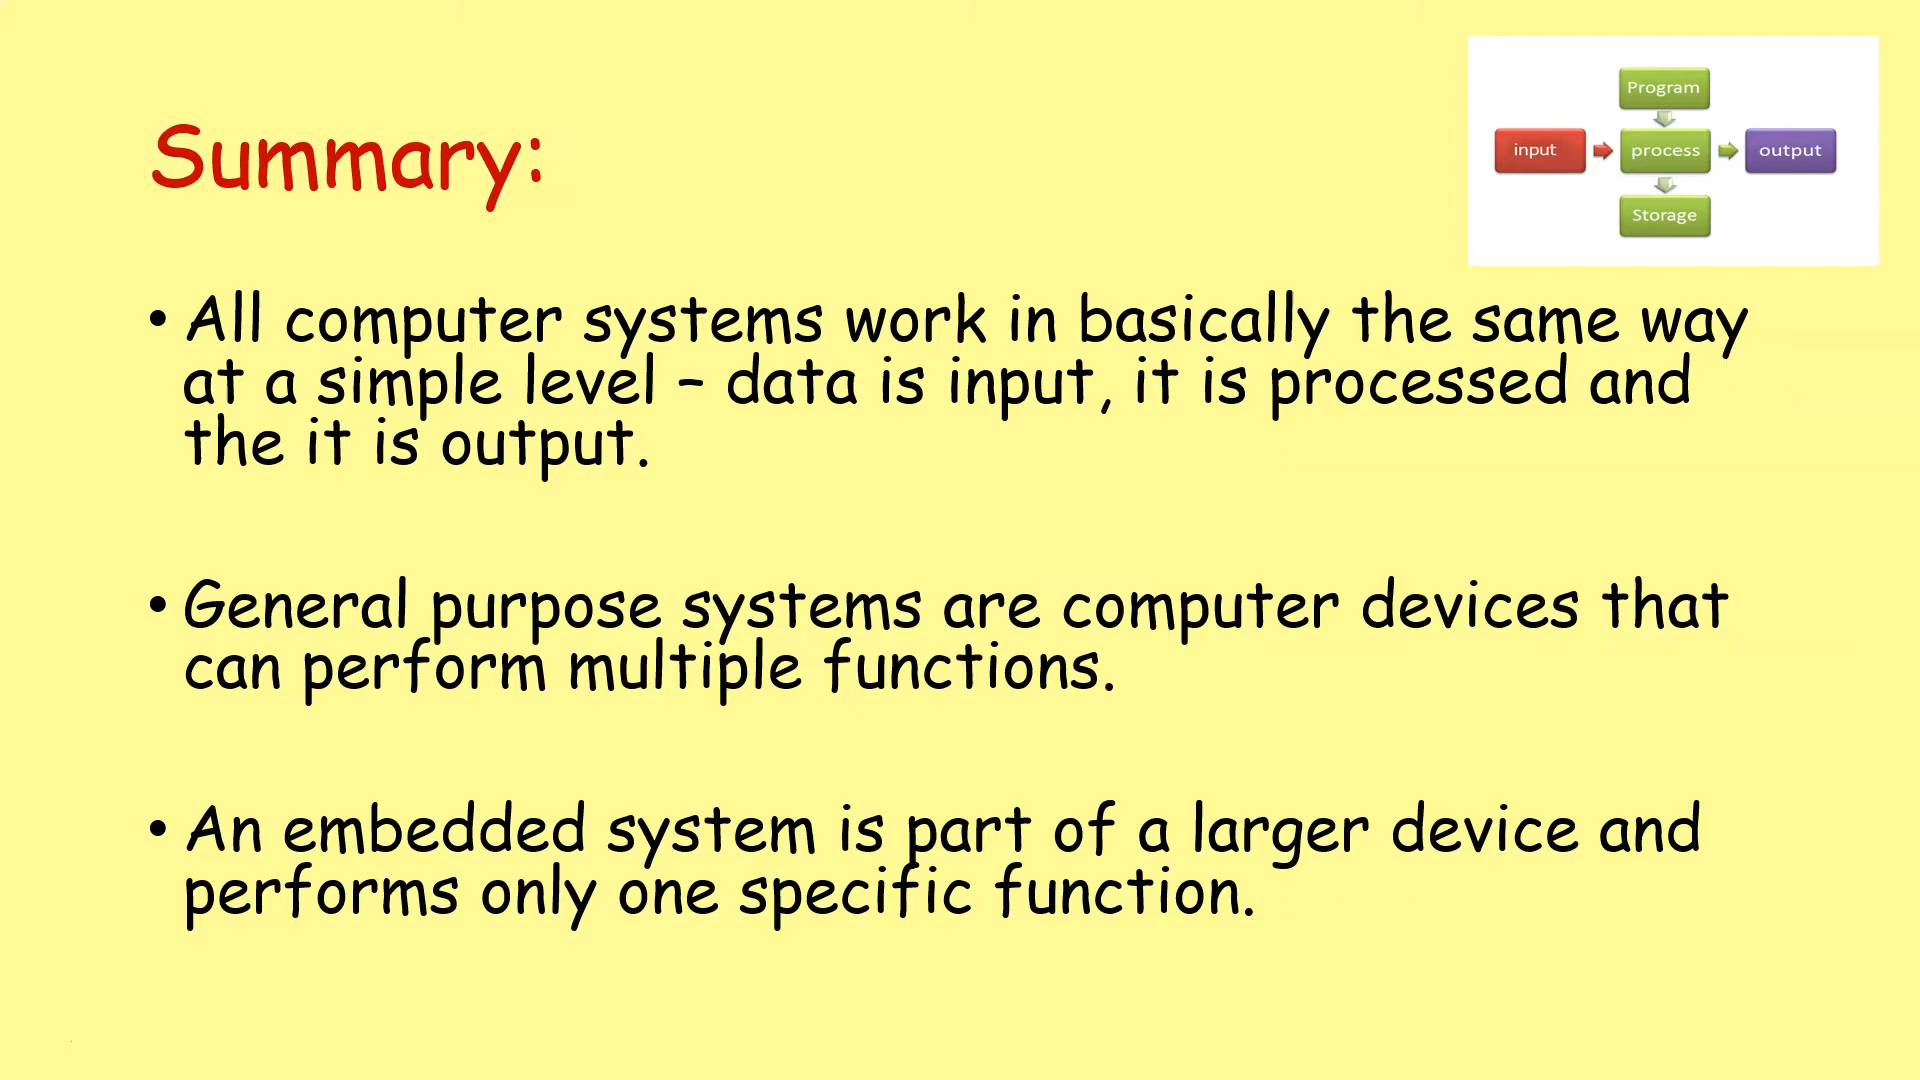 Summary:
Program
input
process
output
Storage
• All computer systems work in basically the same way
at a simple level – data is input, it is processed and
the it is output.
• General purpose systems are computer devices that
can perform multiple functions.
• An embedded system is part of a larger device and
performs only one specific function.